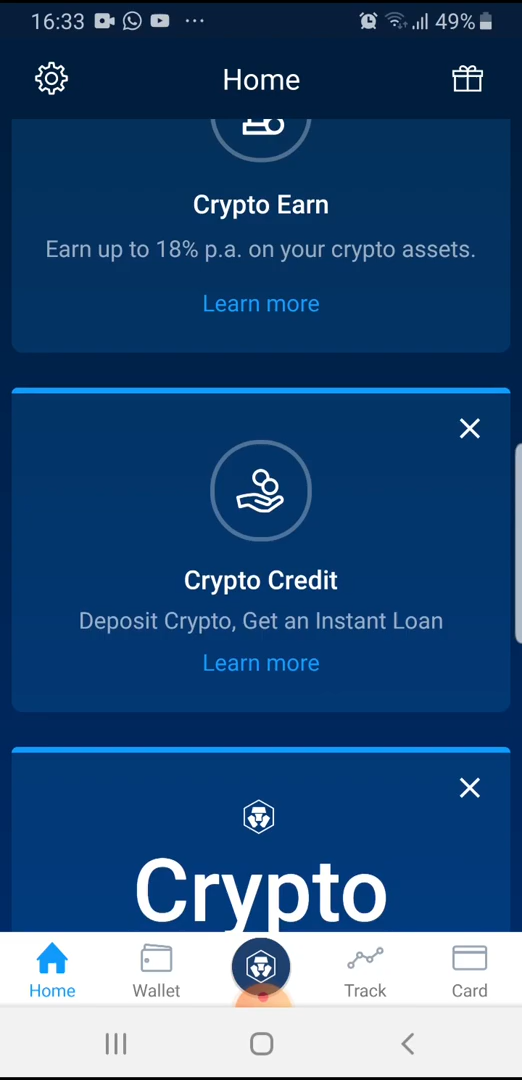 16:33 ... 49%
Home
Crypto Earn
Earn up to 18% p.a. on your crypto assets.
Learn more
Crypto Credit
Deposit Crypto, Get an Instant Loan
Learn more
Crypto
Home Wallet Track Card